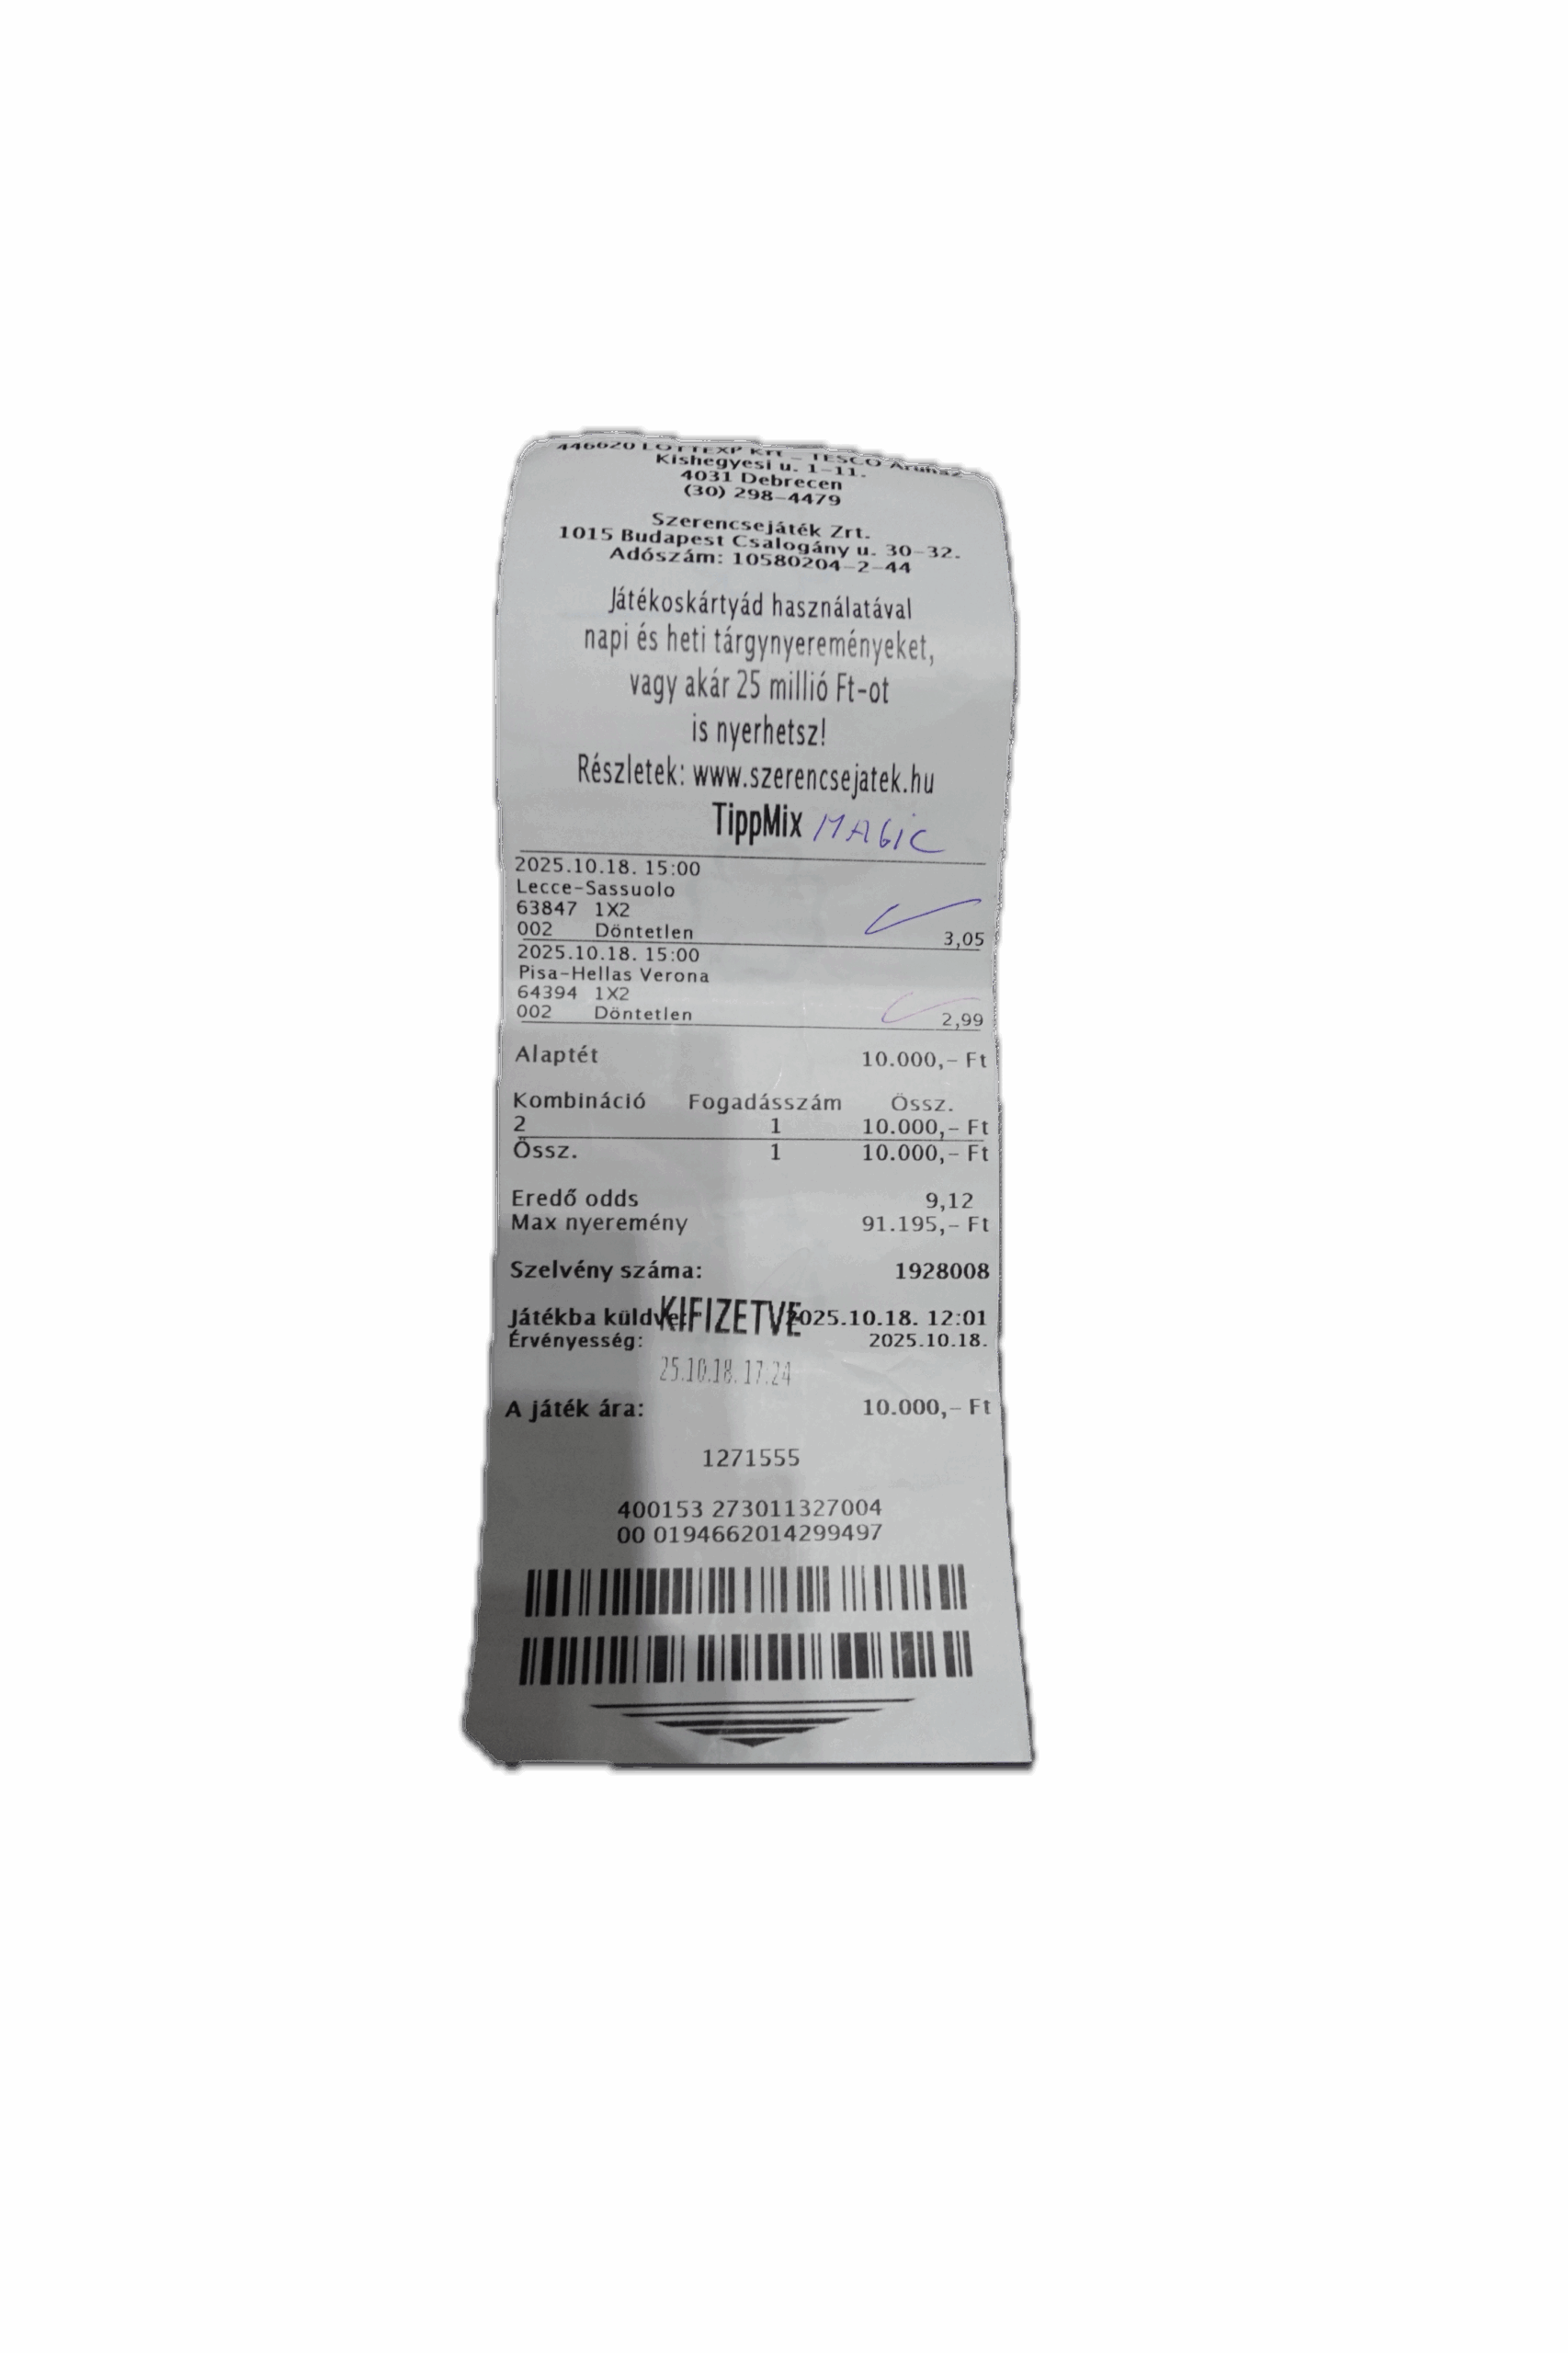 446620 LOTTEXP Kft – TESCO Áruház
Kishegyesi u. 1–11.
4031 Debrecen
(30) 298–4479
Szerencsejáték Zrt.
1015 Budapest Csalogány u. 30–32.
Adószám: 10580204–2–44
Játékoskártyád használatával
napi és heti tárgynyereményeket,
vagy akár 25 millió Ft-ot
is nyerhetsz!
Részletek: www.szerencsejatek.hu
TippMix MAGIC
2025.10.18. 15:00
Lecce–Sassuolo
63847 1X2
002 Döntetlen 3,05
2025.10.18. 15:00
Pisa–Hellas Verona
64394 1X2
002 Döntetlen 2,99
Alaptét 10.000,– Ft
Kombináció Fogadásszám Össz.
2 1 10.000,– Ft
Össz. 1 10.000,– Ft
Eredő odds 9,12
Max nyeremény 91.195,– Ft
Szelvény száma: 1928008
Játékba küldve: 2025.10.18. 12:01
KIFIZETVE
Érvényesség: 2025.10.18.
25.10.18. 17:24
A játék ára: 10.000,– Ft
1271555
400153 273011327004
00 0194662014299497